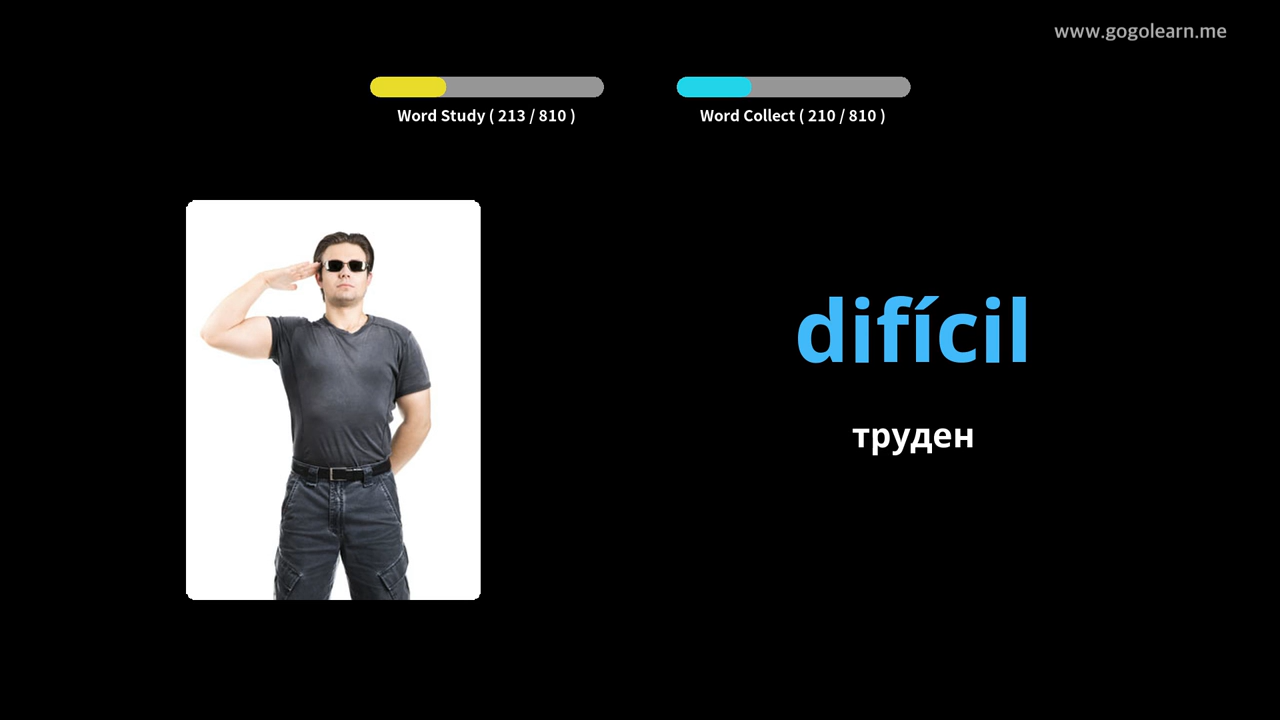 www.gogolearn.me
Word Study ( 213 / 810 )
Word Collect ( 210 / 810 )
difícil
труден